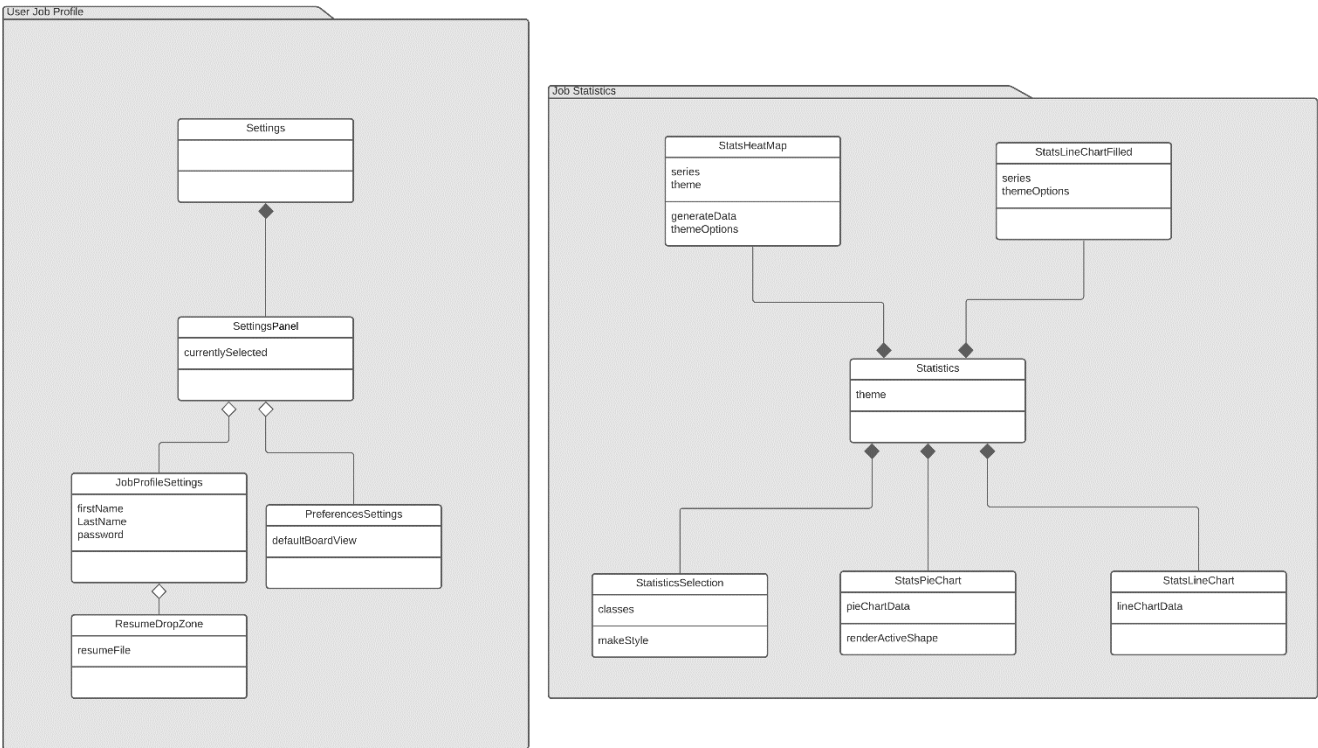 User Job Profile
Settings
SettingsPanel
currentlySelected
JobProfileSettings
firstName
LastName
password
PreferencesSettings
defaultBoardView
ResumeDropZone
resumeFile
Job Statistics
StatsHeatMap
series
theme
generateData
themeOptions
StatsLineChartFilled
series
themeOptions
Statistics
theme
StatisticsSelection
classes
makeStyle
StatsPieChart
pieChartData
renderActiveShape
StatsLineChart
lineChartData